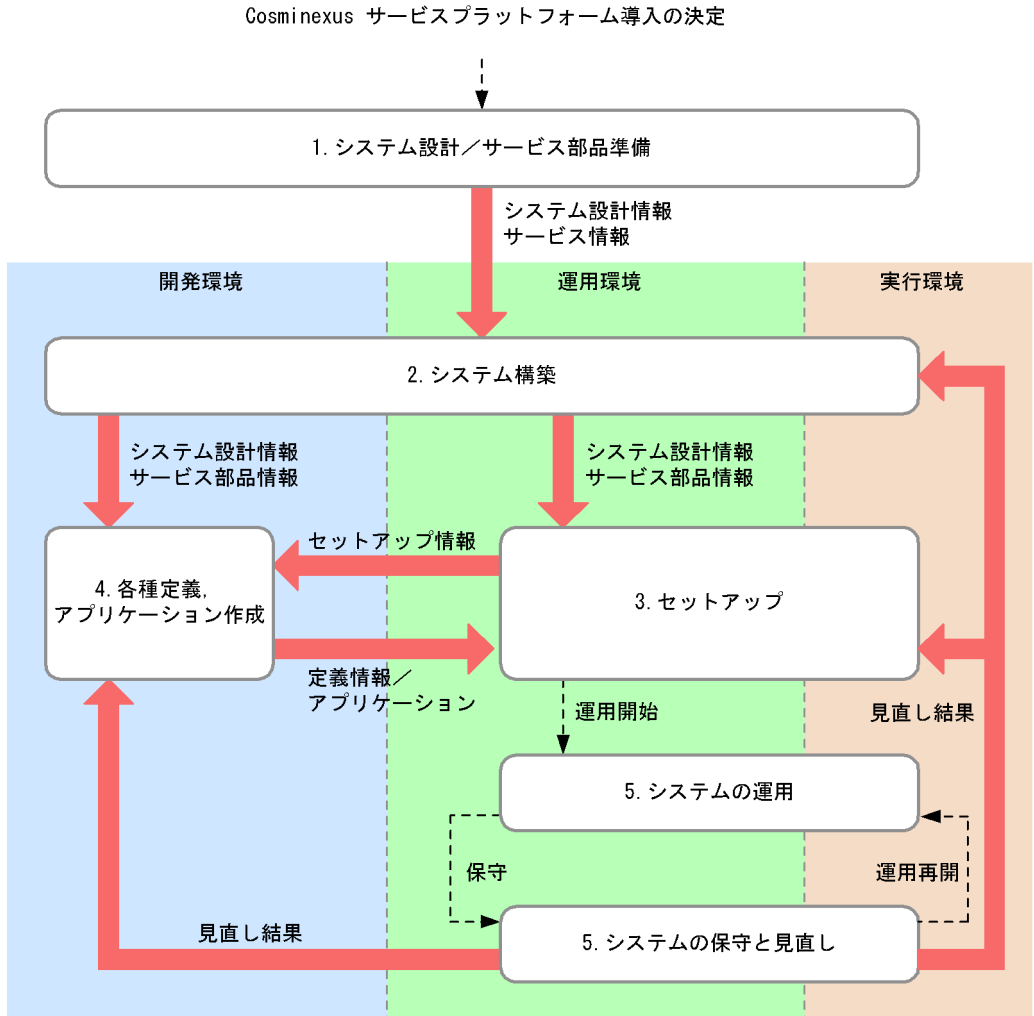 Cosminexus サービスプラットフォーム導入の決定
1. システム設計／サービス部品準備
システム設計情報
サービス情報
開発環境
運用環境
実行環境
2. システム構築
システム設計情報
サービス部品情報
システム設計情報
サービス部品情報
セットアップ情報
4. 各種定義,
アプリケーション作成
3. セットアップ
定義情報／
アプリケーション
運用開始
見直し結果
5. システムの運用
保守
運用再開
見直し結果
5. システムの保守と見直し